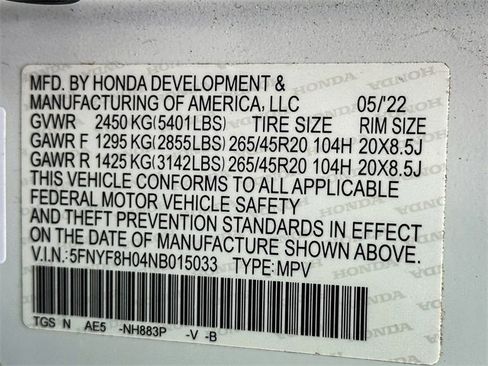 MFD. BY HONDA DEVELOPMENT &
MANUFACTURING OF AMERICA, LLC 05/'22
GVWR 2450 KG(5401LBS) TIRE SIZE RIM SIZE
GAWR F 1295 KG(2855LBS) 265/45R20 104H 20X8.5J
GAWR R 1425 KG(3142LBS) 265/45R20 104H 20X8.5J
THIS VEHICLE CONFORMS TO ALL APPLICABLE
FEDERAL MOTOR VEHICLE SAFETY
AND THEFT PREVENTION STANDARDS IN EFFECT
ON THE DATE OF MANUFACTURE SHOWN ABOVE.
V.I.N.:5FNYF8H04NB015033 TYPE: MPV
TGS N AE5 -NH883P -V -B